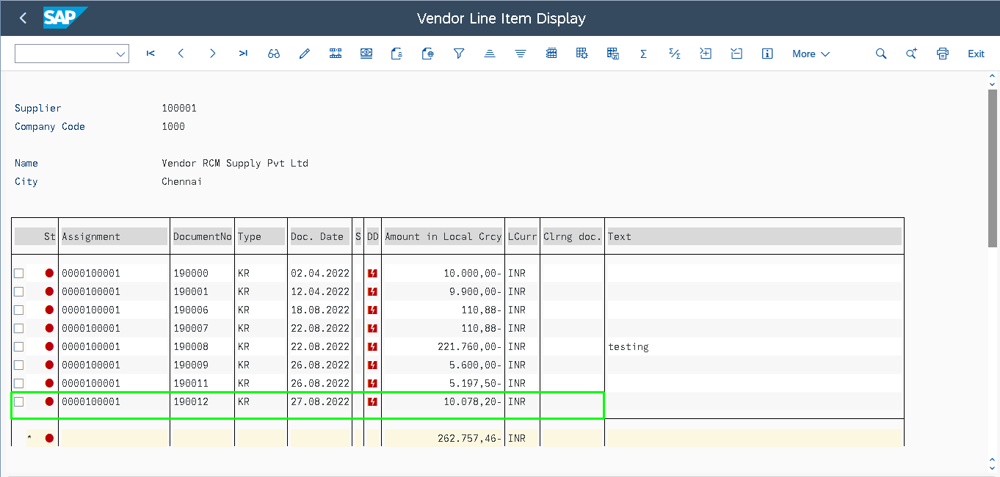 SAP Vendor Line Item Display
More Exit
Supplier 100001
Company Code 1000
Name Vendor RCM Supply Pvt Ltd
City Chennai
St Assignment DocumentNo Type Doc. Date S DD Amount in Local Crcy LCurr Clrng doc. Text
0000100001 190000 KR 02.04.2022 10.000,00- INR
0000100001 190001 KR 12.04.2022 9.900,00- INR
0000100001 190006 KR 18.08.2022 110,88- INR
0000100001 190007 KR 22.08.2022 110,88- INR
0000100001 190008 KR 22.08.2022 221.760,00- INR testing
0000100001 190009 KR 26.08.2022 5.600,00- INR
0000100001 190011 KR 26.08.2022 5.197,50- INR
0000100001 190012 KR 27.08.2022 10.078,20- INR
* 262.757,46- INR